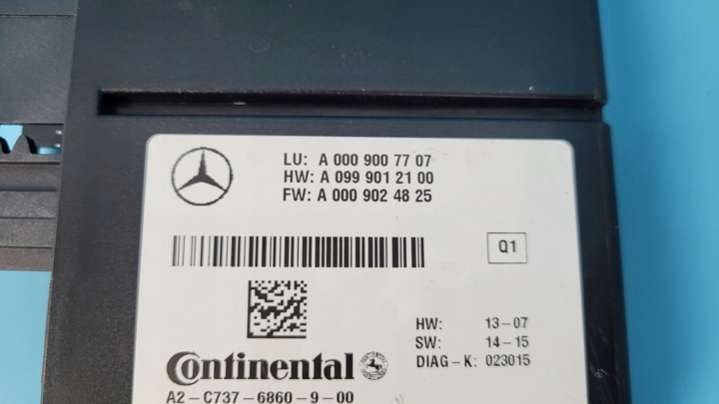 LU: A 000 900 77 07
HW: A 099 901 21 00
FW: A 000 902 48 25
Q1
HW: 13-07
SW: 14-15
DIAG-K: 023015
Continental
A2-C737-6860-9-00